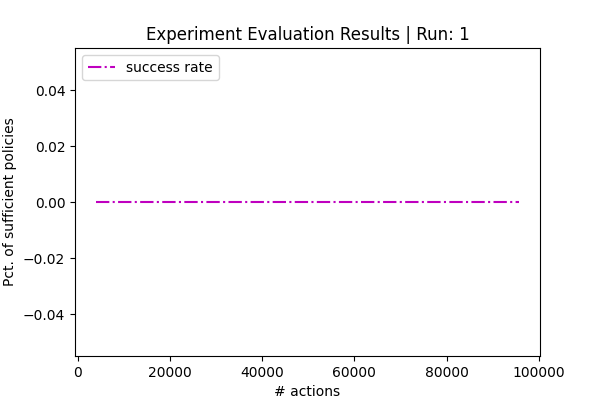 Experiment Evaluation Results | Run: 1
success rate
0.04
0.02
0.00
−0.02
−0.04
Pct. of sufficient policies
0 20000 40000 60000 80000 100000
# actions